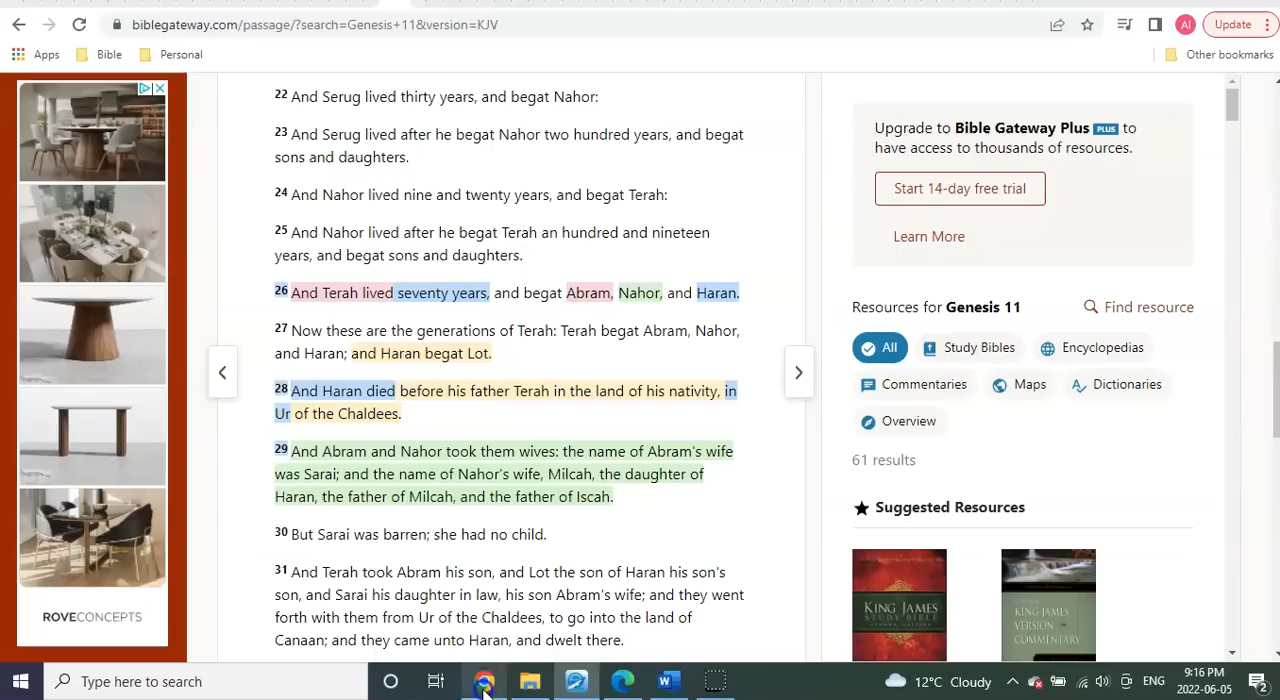 biblegateway.com/passage/?search=Genesis+11&version=KJV
AI
Update
Apps
Bible
Personal
Other bookmarks
22 And Serug lived thirty years, and begat Nahor:
23 And Serug lived after he begat Nahor two hundred years, and begat
sons and daughters.
24 And Nahor lived nine and twenty years, and begat Terah:
25 And Nahor lived after he begat Terah an hundred and nineteen
years, and begat sons and daughters.
26 And Terah lived seventy years, and begat Abram, Nahor, and Haran.
27 Now these are the generations of Terah: Terah begat Abram, Nahor,
and Haran; and Haran begat Lot.
28 And Haran died before his father Terah in the land of his nativity, in
Ur of the Chaldees.
29 And Abram and Nahor took them wives: the name of Abram's wife
was Sarai; and the name of Nahor's wife, Milcah, the daughter of
Haran, the father of Milcah, and the father of Iscah.
30 But Sarai was barren; she had no child.
31 And Terah took Abram his son, and Lot the son of Haran his son's
son, and Sarai his daughter in law, his son Abram's wife; and they went
forth with them from Ur of the Chaldees, to go into the land of
Canaan; and they came unto Haran, and dwelt there.
ROVECONCEPTS
Upgrade to Bible Gateway Plus PLUS to
have access to thousands of resources.
Start 14-day free trial
Learn More
Resources for Genesis 11
Find resource
All
Study Bibles
Encyclopedias
Commentaries
Maps
Dictionaries
Overview
61 results
Suggested Resources
KING JAMES
STUDY BIBLE
KING JAMES
VERSION
COMMENTARY
Type here to search
12°C Cloudy
ENG
9:16 PM
2022-06-05
2